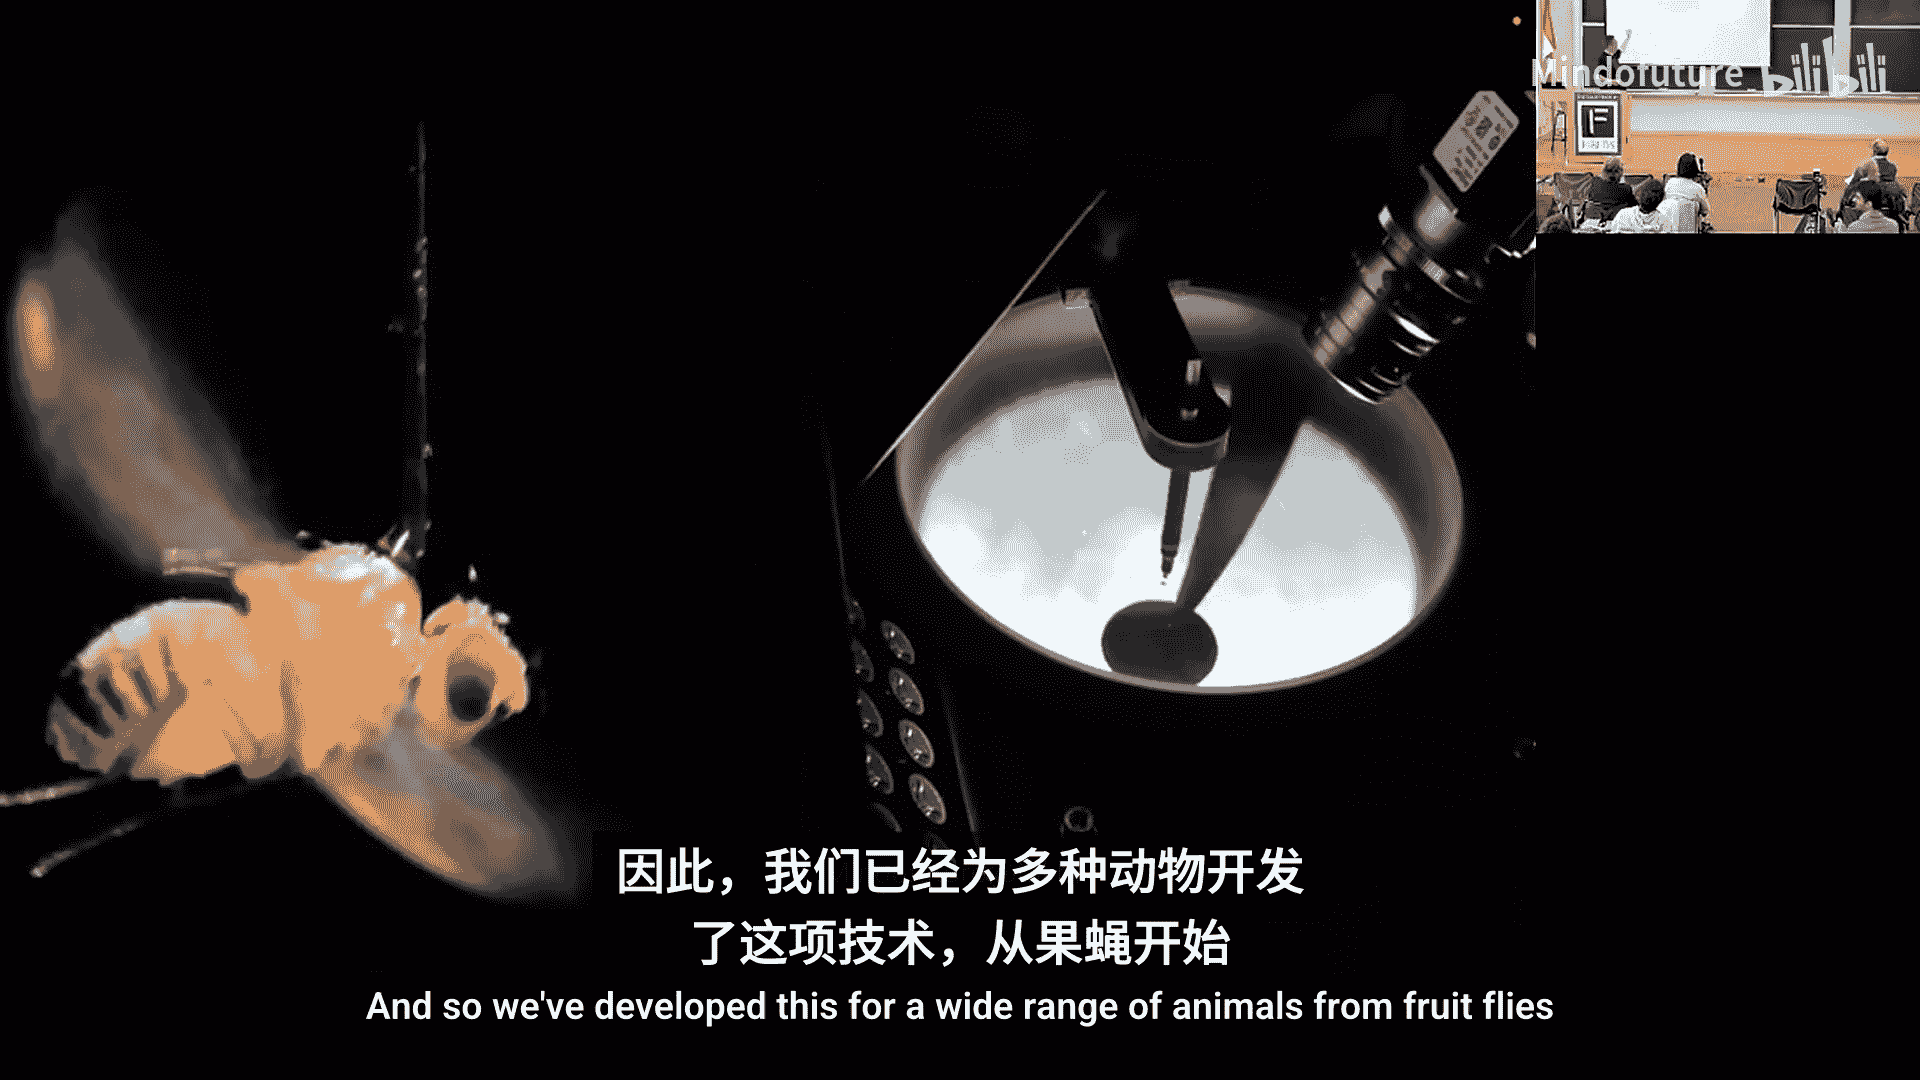 Mindofuture bilibili
F
因此，我们已经为多种动物开发
了这项技术，从果蝇开始
And so we've developed this for a wide range of animals from fruit flies